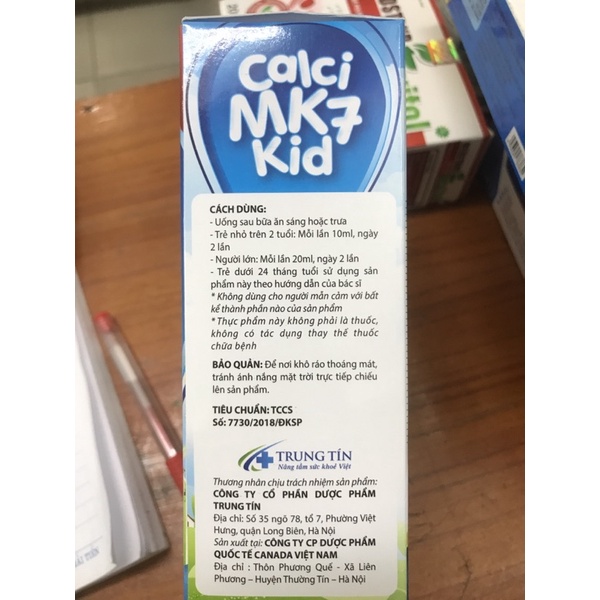 Calci
MK7
Kid
CÁCH DÙNG:
- Uống sau bữa ăn sáng hoặc trưa
- Trẻ nhỏ trên 2 tuổi: Mỗi lần 10ml, ngày
2 lần
- Người lớn: Mỗi lần 20ml, ngày 2 lần
- Trẻ dưới 24 tháng tuổi sử dụng sản
phẩm này theo hướng dẫn của bác sĩ
* Không dùng cho người mẫn cảm với bất
kể thành phần nào của sản phẩm
* Thực phẩm này không phải là thuốc,
không có tác dụng thay thế thuốc
chữa bệnh
BẢO QUẢN: Để nơi khô ráo thoáng mát,
tránh ánh nắng mặt trời trực tiếp chiếu
lên sản phẩm.
TIÊU CHUẨN: TCCS
Số: 7730/2018/ĐKSP
TRUNG TÍN
Nâng tầm sức khoẻ Việt
Thương nhân chịu trách nhiệm sản phẩm:
CÔNG TY CỔ PHẦN DƯỢC PHẨM
TRUNG TÍN
Địa chỉ: Số 35 ngõ 78, tổ 7, Phường Việt
Hưng, quận Long Biên, Hà Nội
Sản xuất tại: CÔNG TY CP DƯỢC PHẨM
QUỐC TẾ CANADA VIỆT NAM
Địa chỉ : Thôn Phương Quế - Xã Liên
Phương – Huyện Thường Tín – Hà Nội